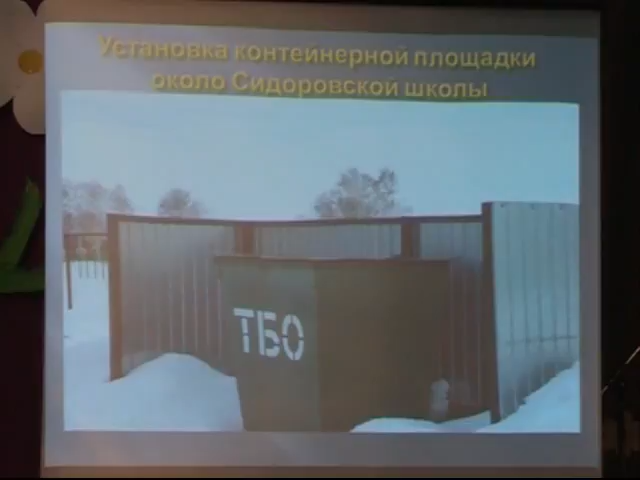 Установка контейнерной площадки
около Сидоровской школы
ТБО